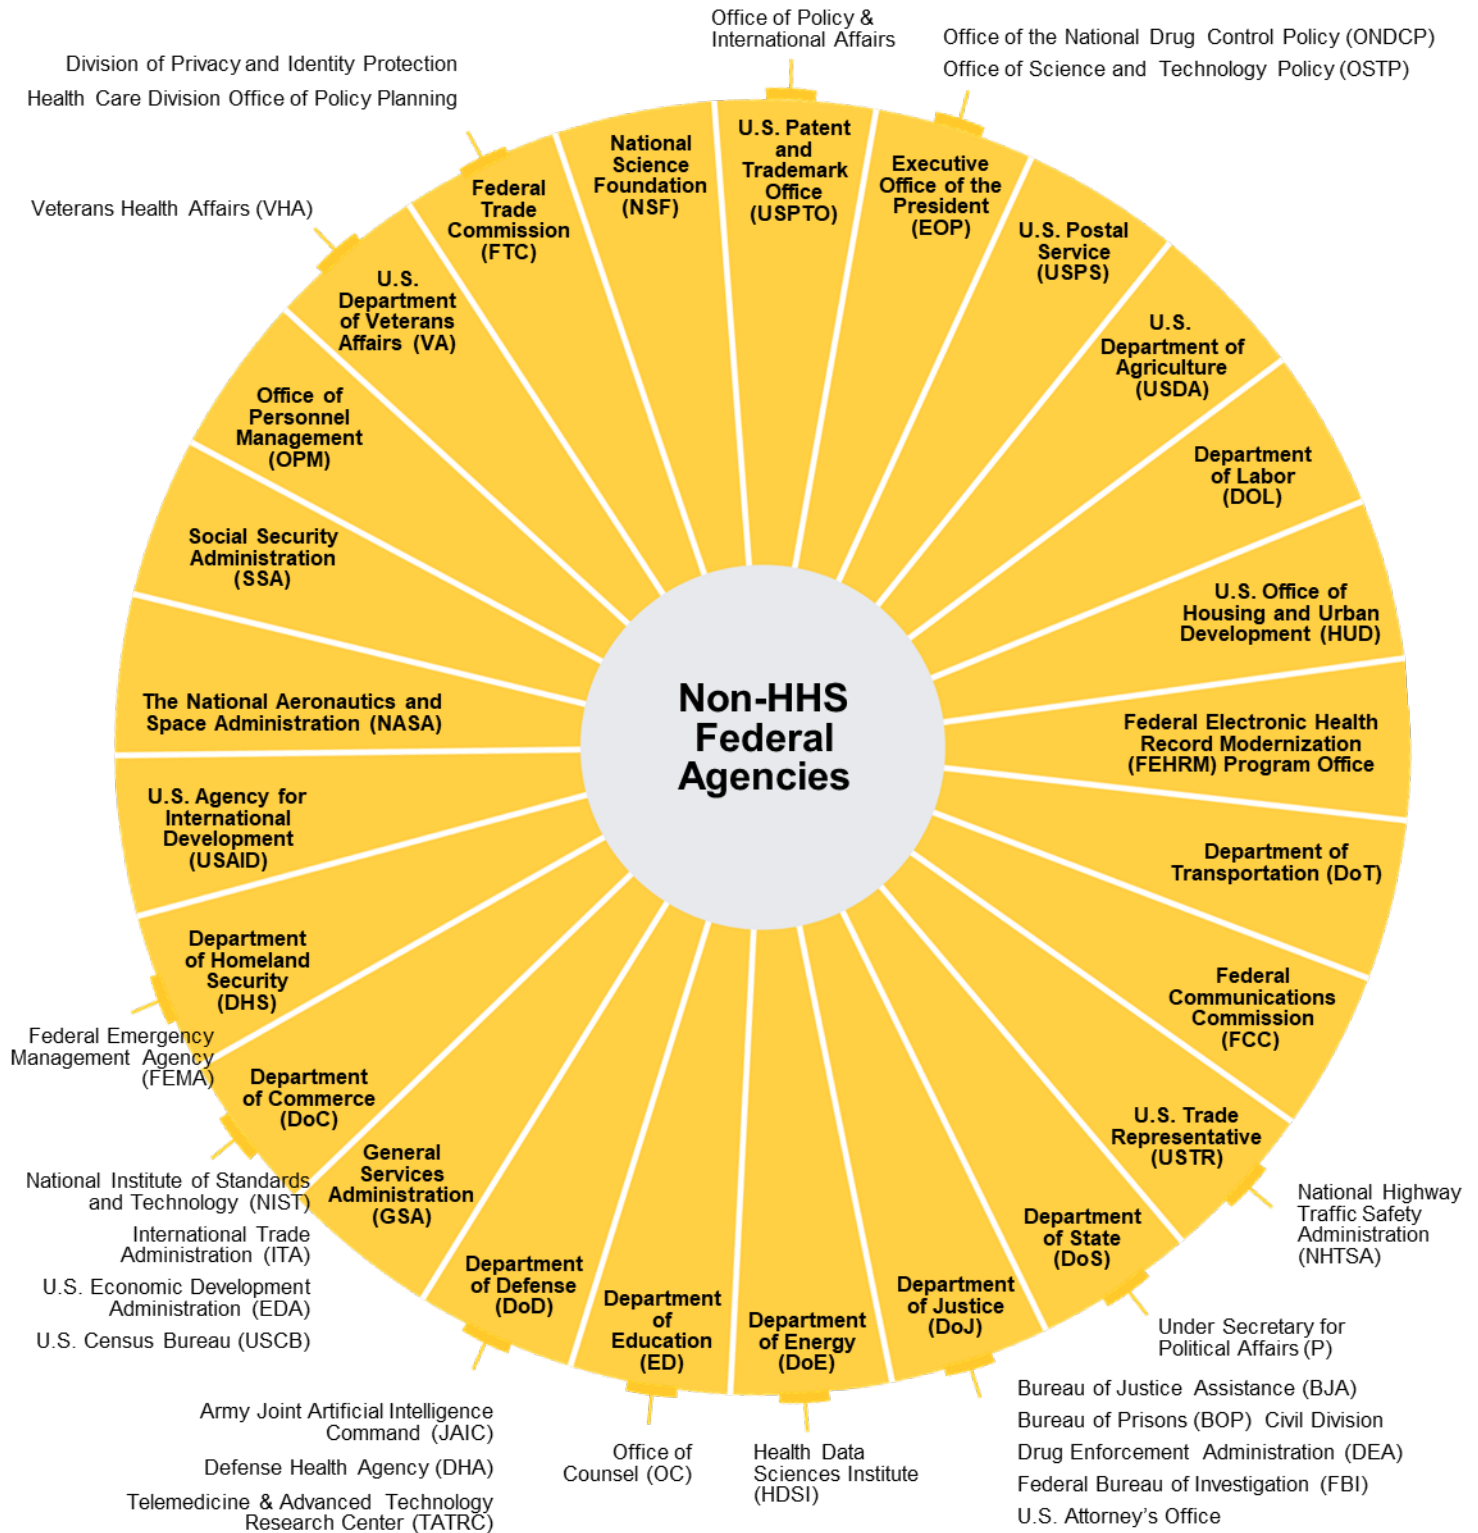 Office of Policy &
International Affairs
Office of the National Drug Control Policy (ONDCP)
Office of Science and Technology Policy (OSTP)
Division of Privacy and Identity Protection
Health Care Division Office of Policy Planning
Veterans Health Affairs (VHA)
National
Science
Foundation
(NSF)
U.S. Patent
and
Trademark
Office
(USPTO)
Executive
Office of the
President
(EOP)
U.S. Postal
Service
(USPS)
U.S.
Department of
Agriculture
(USDA)
Department
of Labor
(DOL)
U.S. Office of
Housing and Urban
Development (HUD)
Federal Electronic Health
Record Modernization
(FEHRM) Program Office
Department of
Transportation (DoT)
Federal
Communications
Commission
(FCC)
U.S. Trade
Representative
(USTR)
National Highway
Traffic Safety
Administration
(NHTSA)
Department
of State
(DoS)
Under Secretary for
Political Affairs (P)
Department
of Justice
(DoJ)
Bureau of Justice Assistance (BJA)
Bureau of Prisons (BOP) Civil Division
Drug Enforcement Administration (DEA)
Federal Bureau of Investigation (FBI)
U.S. Attorney's Office
Department
of Energy
(DoE)
Health Data
Sciences Institute
(HDSI)
Department
of
Education
(ED)
Office of
Counsel (OC)
Department
of Defense
(DoD)
Army Joint Artificial Intelligence
Command (JAIC)
Defense Health Agency (DHA)
Telemedicine & Advanced Technology
Research Center (TATRC)
General
Services
Administration
(GSA)
Department
of Commerce
(DoC)
National Institute of Standards
and Technology (NIST)
International Trade
Administration (ITA)
U.S. Economic Development
Administration (EDA)
U.S. Census Bureau (USCB)
Department
of Homeland
Security
(DHS)
Federal Emergency
Management Agency
(FEMA)
U.S. Agency for
International
Development
(USAID)
The National Aeronautics and
Space Administration (NASA)
Social Security
Administration
(SSA)
Office of
Personnel
Management
(OPM)
U.S.
Department
of Veterans
Affairs (VA)
Federal
Trade
Commission
(FTC)
Non-HHS
Federal
Agencies